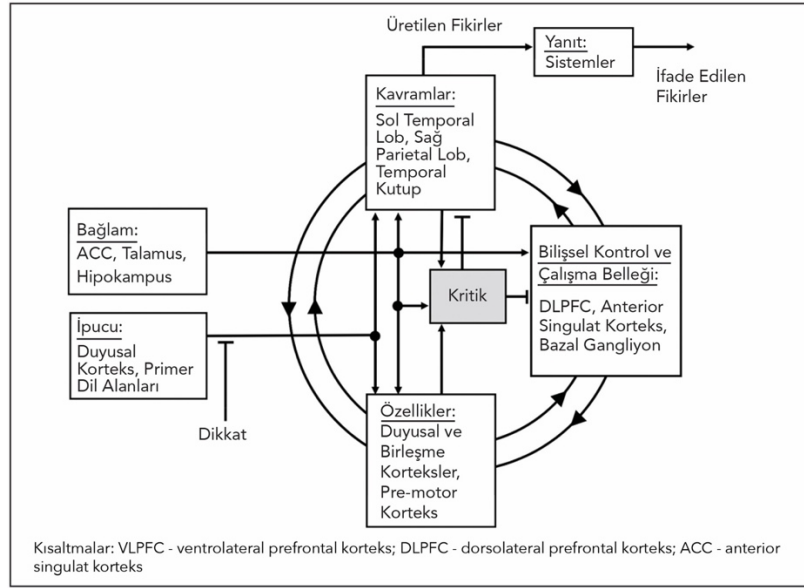 Üretilen Fikirler
Yanıt:
Sistemler
İfade Edilen
Fikirler
Kavramlar:
Sol Temporal
Lob, Sağ
Parietal Lob,
Temporal
Kutup
Bağlam:
ACC, Talamus,
Hipokampus
Bilişsel Kontrol ve
Çalışma Belleği:
DLPFC, Anterior
Singulat Korteks,
Bazal Gangliyon
Kritik
İpucu:
Duyusal
Korteks, Primer
Dil Alanları
Dikkat
Özellikler:
Duyusal ve
Birleşme
Korteksler,
Pre-motor
Korteks
Kısaltmalar: VLPFC - ventrolateral prefrontal korteks; DLPFC - dorsolateral prefrontal korteks; ACC - anterior
singulat korteks